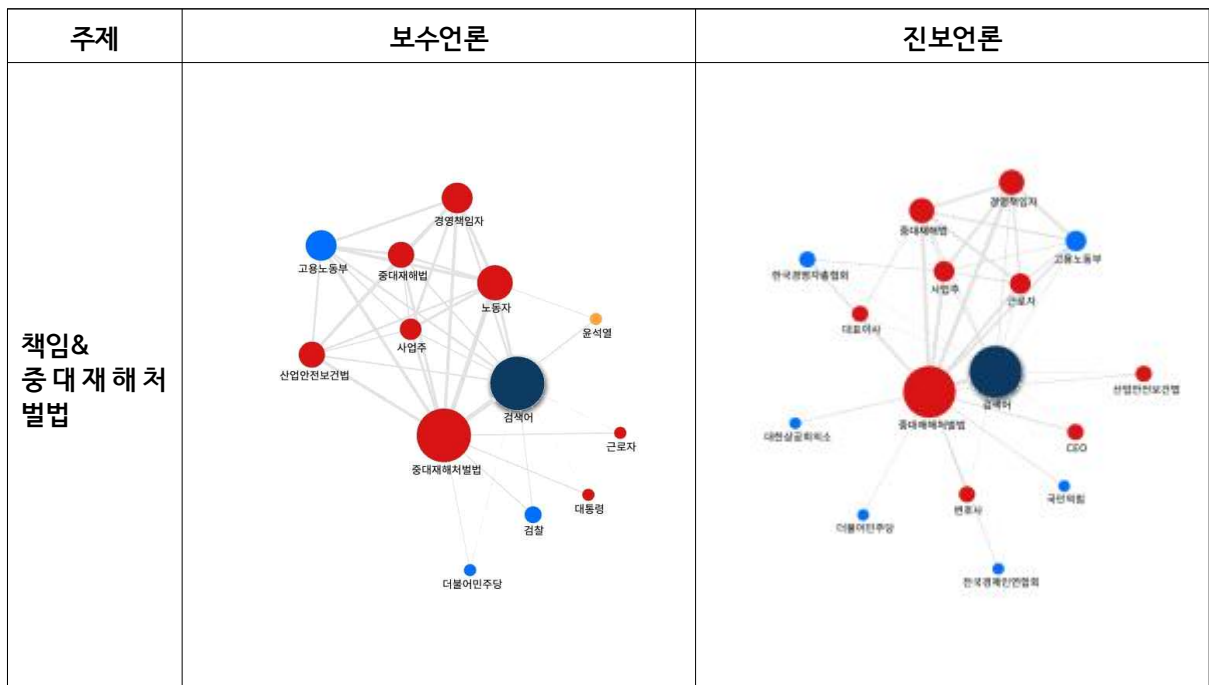 주제
보수언론
진보언론
책임&
중대재해처
벌법
경영책임자
고용노동부
중대재해법
노동자
윤석열
사업주
산업안전보건법
검색어
중대재해처벌법
근로자
대통령
검찰
더불어민주당
경영책임자
중대재해법
고용노동부
한국경영자총협회
사업주
근로자
대표이사
산업안전보건법
검색어
중대재해처벌법
대한상공회의소
CEO
국민의힘
변호사
더불어민주당
한국경제인연합회